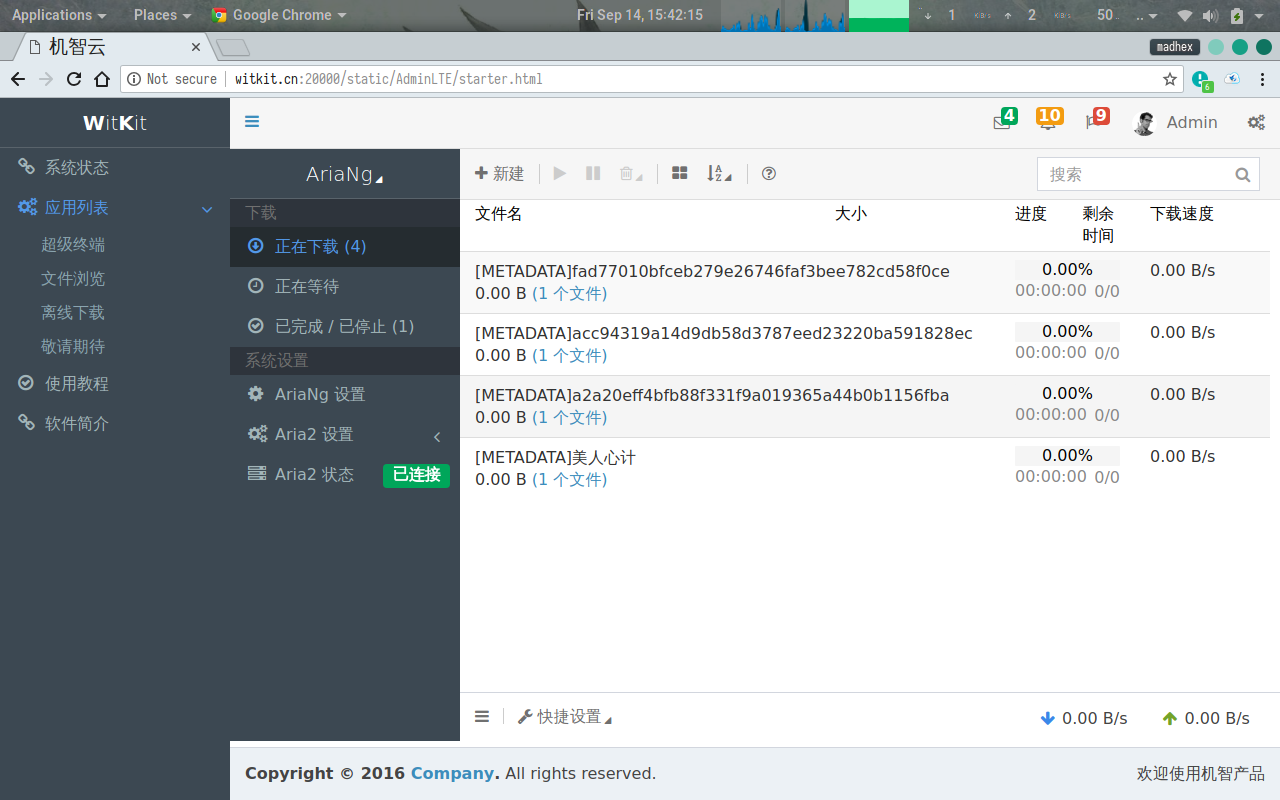 Applications Places Google Chrome Fri Sep 14, 15:42:15 1 2 50.. ..
机智云 madhex
Not secure witkit.cn:20000/static/AdminLTE/starter.html 6
WitKit 4 10 9 Admin
系统状态
应用列表
超级终端
文件浏览
离线下载
敬请期待
使用教程
软件简介
AriaNg
下载
正在下载 (4)
正在等待
已完成 / 已停止 (1)
系统设置
AriaNg 设置
Aria2 设置
Aria2 状态 已连接
新建 搜索
文件名 大小 进度 剩余时间 下载速度
[METADATA]fad77010bfceb279e26746faf3bee782cd58f0ce 0.00% 0.00 B/s
0.00 B (1 个文件) 00:00:00 0/0
[METADATA]acc94319a14d9db58d3787eed23220ba591828ec 0.00% 0.00 B/s
0.00 B (1 个文件) 00:00:00 0/0
[METADATA]a2a20eff4bfb88f331f9a019365a44b0b1156fba 0.00% 0.00 B/s
0.00 B (1 个文件) 00:00:00 0/0
[METADATA]美人心计 0.00% 0.00 B/s
0.00 B (1 个文件) 00:00:00 0/0
快捷设置 0.00 B/s 0.00 B/s
Copyright © 2016 Company. All rights reserved. 欢迎使用机智产品